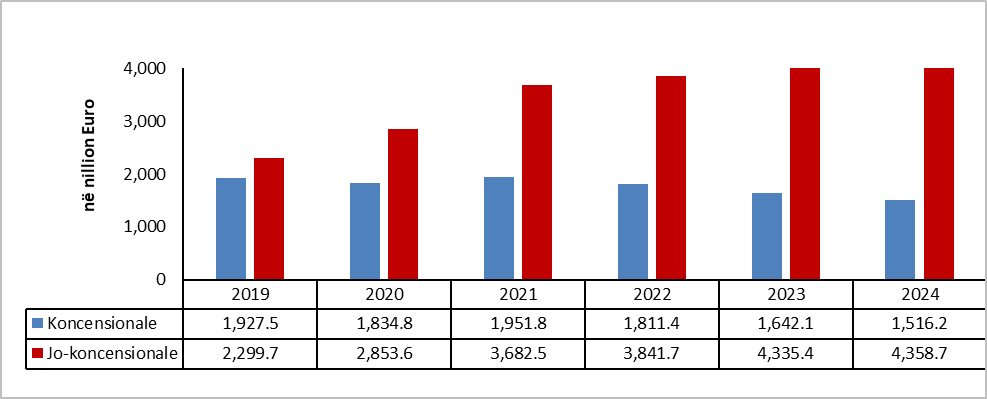 në nillion Euro
4,000
3,000
2,000
1,000
0
2019 2020 2021 2022 2023 2024
Koncensionale 1,927.5 1,834.8 1,951.8 1,811.4 1,642.1 1,516.2
Jo-koncensionale 2,299.7 2,853.6 3,682.5 3,841.7 4,335.4 4,358.7